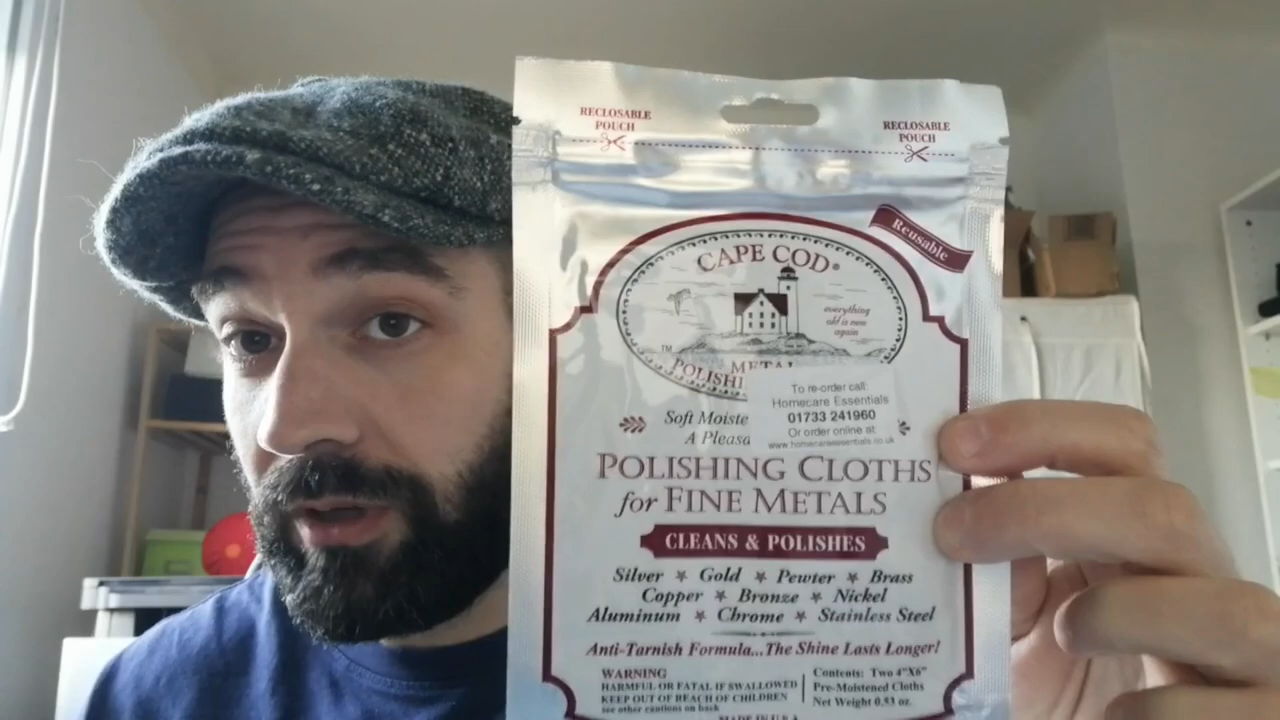 RECLOSABLE
POUCH
RECLOSABLE
POUCH
Reusable
CAPE COD®
everything
old is new
again
TM
METAL
POLISHI
To re-order call:
Homecare Essentials
01733 241960
Or order online at
www.homecareessentials.co.uk
Soft Moiste
A Pleasa
POLISHING CLOTHS
for FINE METALS
CLEANS & POLISHES
Silver ★ Gold ★ Pewter ★ Brass
Copper ★ Bronze ★ Nickel
Aluminum ★ Chrome ★ Stainless Steel
Anti-Tarnish Formula...The Shine Lasts Longer!
WARNING
HARMFUL OR FATAL IF SWALLOWED
KEEP OUT OF REACH OF CHILDREN
see other cautions on back
Contents: Two 4"X6"
Pre-Moistened Cloths
Net Weight 0.53 oz.
MADE IN U.S.A.